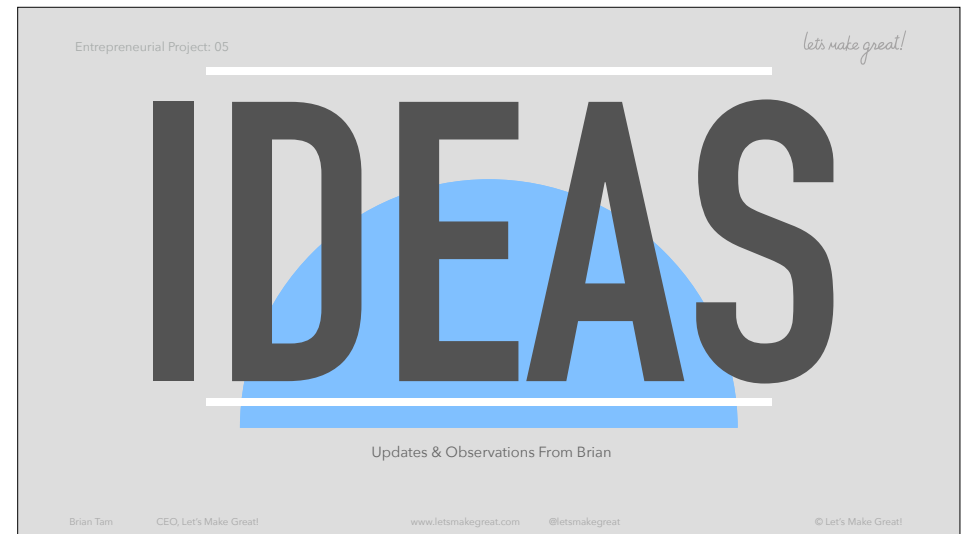 Entrepreneurial Project: 05
let's make great!
IDEAS
Updates & Observations From Brian
Brian Tam CEO, Let's Make Great! www.letsmakegreat.com @letsmakegreat © Let's Make Great!